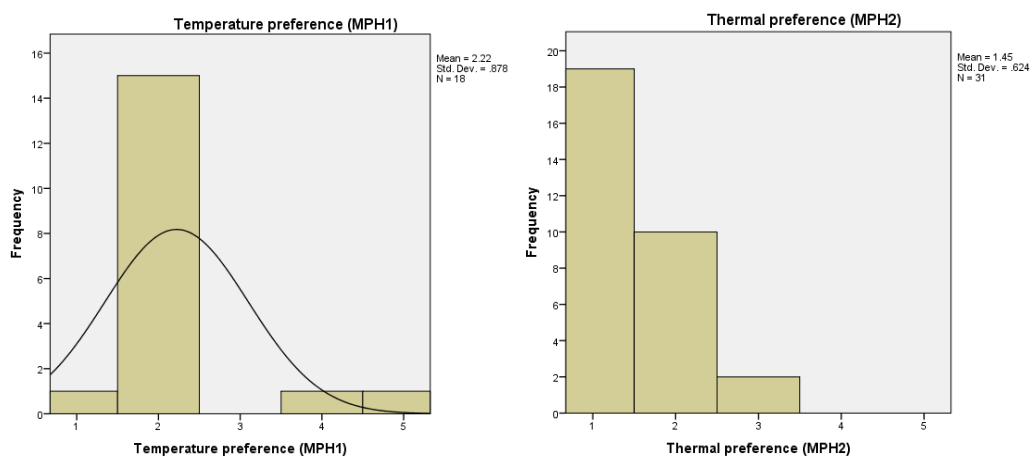 Temperature preference (MPH1)
Mean = 2.22
Std. Dev. = .878
N = 18
16
14
12
10
8
6
4
2
0
Frequency
1 2 3 4 5
Temperature preference (MPH1)
Thermal preference (MPH2)
Mean = 1.45
Std. Dev. = .624
N = 31
20
18
16
14
12
10
8
6
4
2
0
Frequency
1 2 3 4 5
Thermal preference (MPH2)